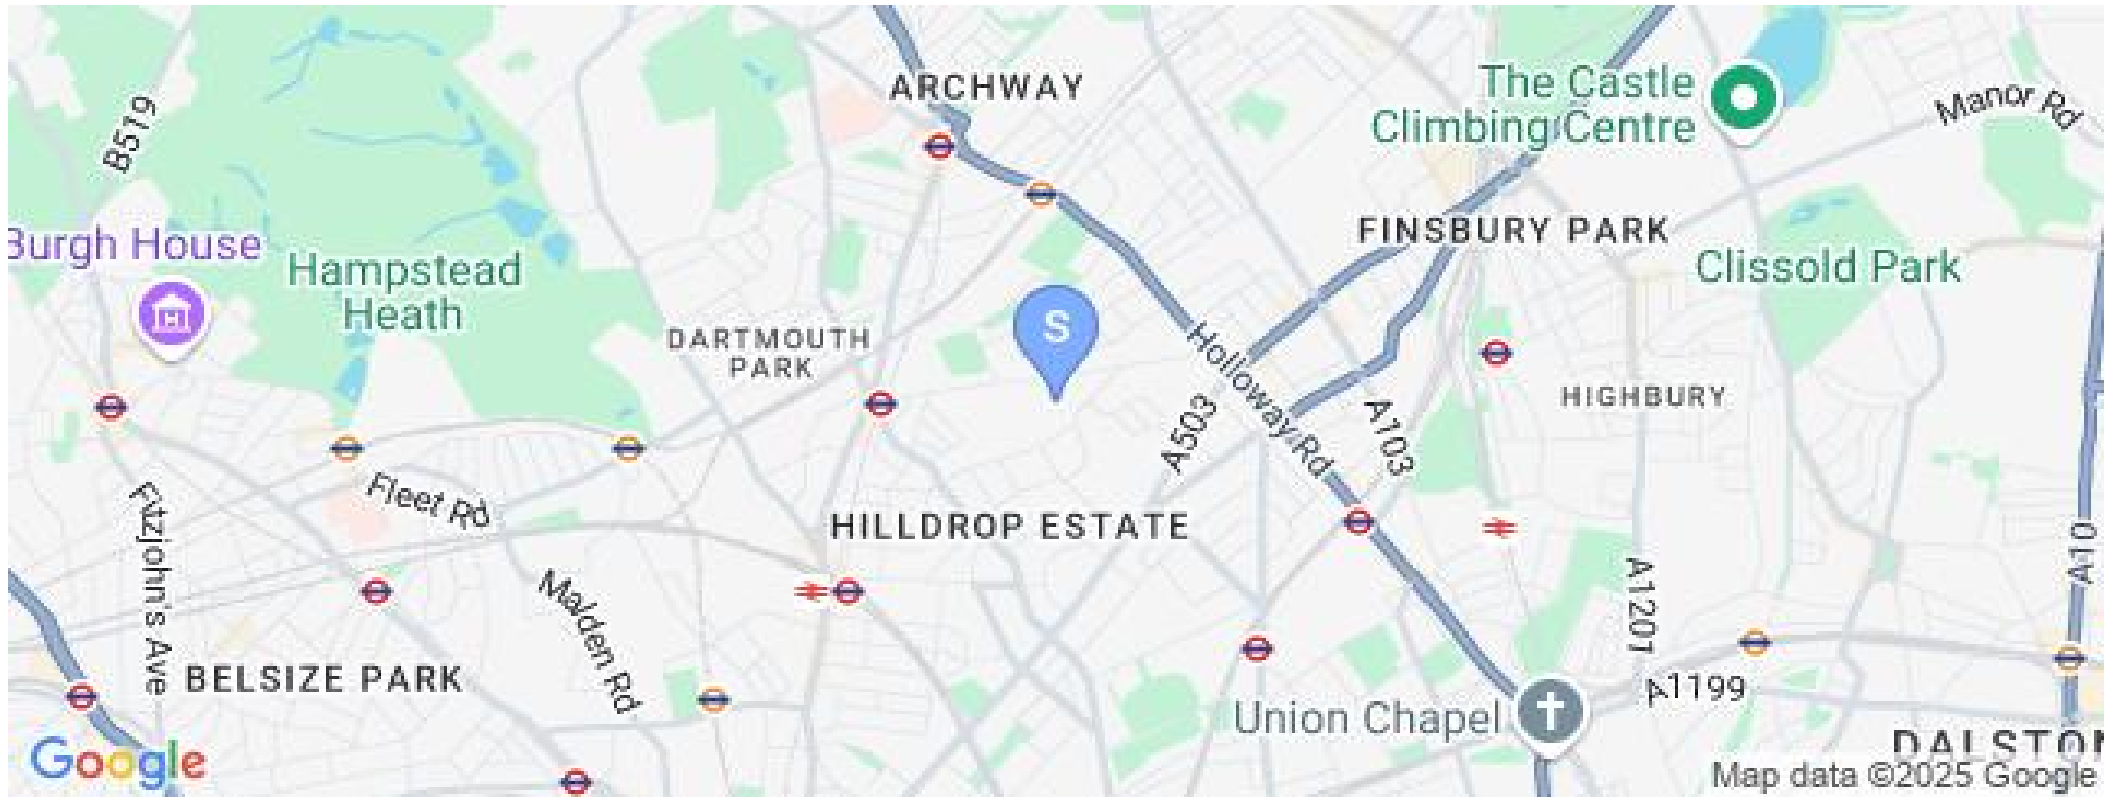 ARCHWAY
The Castle
Climbing Centre
Manor Rd
B519
FINSBURY PARK
Burgh House
Hampstead
Heath
Clissold Park
DARTMOUTH
PARK
S
Holloway Rd
HIGHBURY
A503
A103
Fleet Rd
Fitzjohn's Ave
HILLDROP ESTATE
A10
Malden Rd
A1201
BELSIZE PARK
A1199
Union Chapel
DALSTON
Google
Map data ©2025 Google